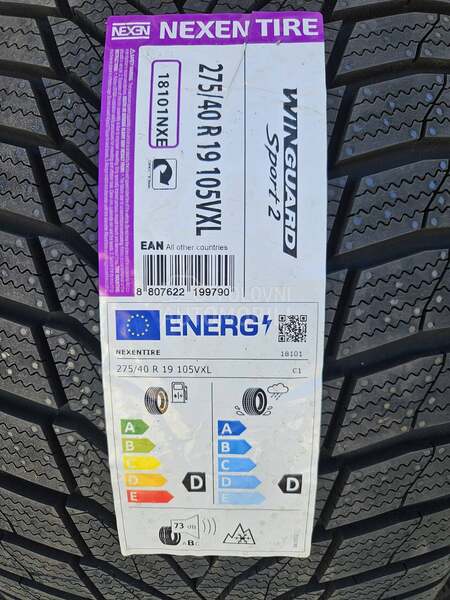 NEXEN NEXEN TIRE
275/40 R 19 105VXL
18101NXE
WINGUARD
Sport 2
EAN All other countries
8 807622 199790
ENERG
NEXENTIRE 18101
275/40 R 19 105VXL C1
A
B
C
D
E
D
A
B
C
D
E
D
73 dB
ABC